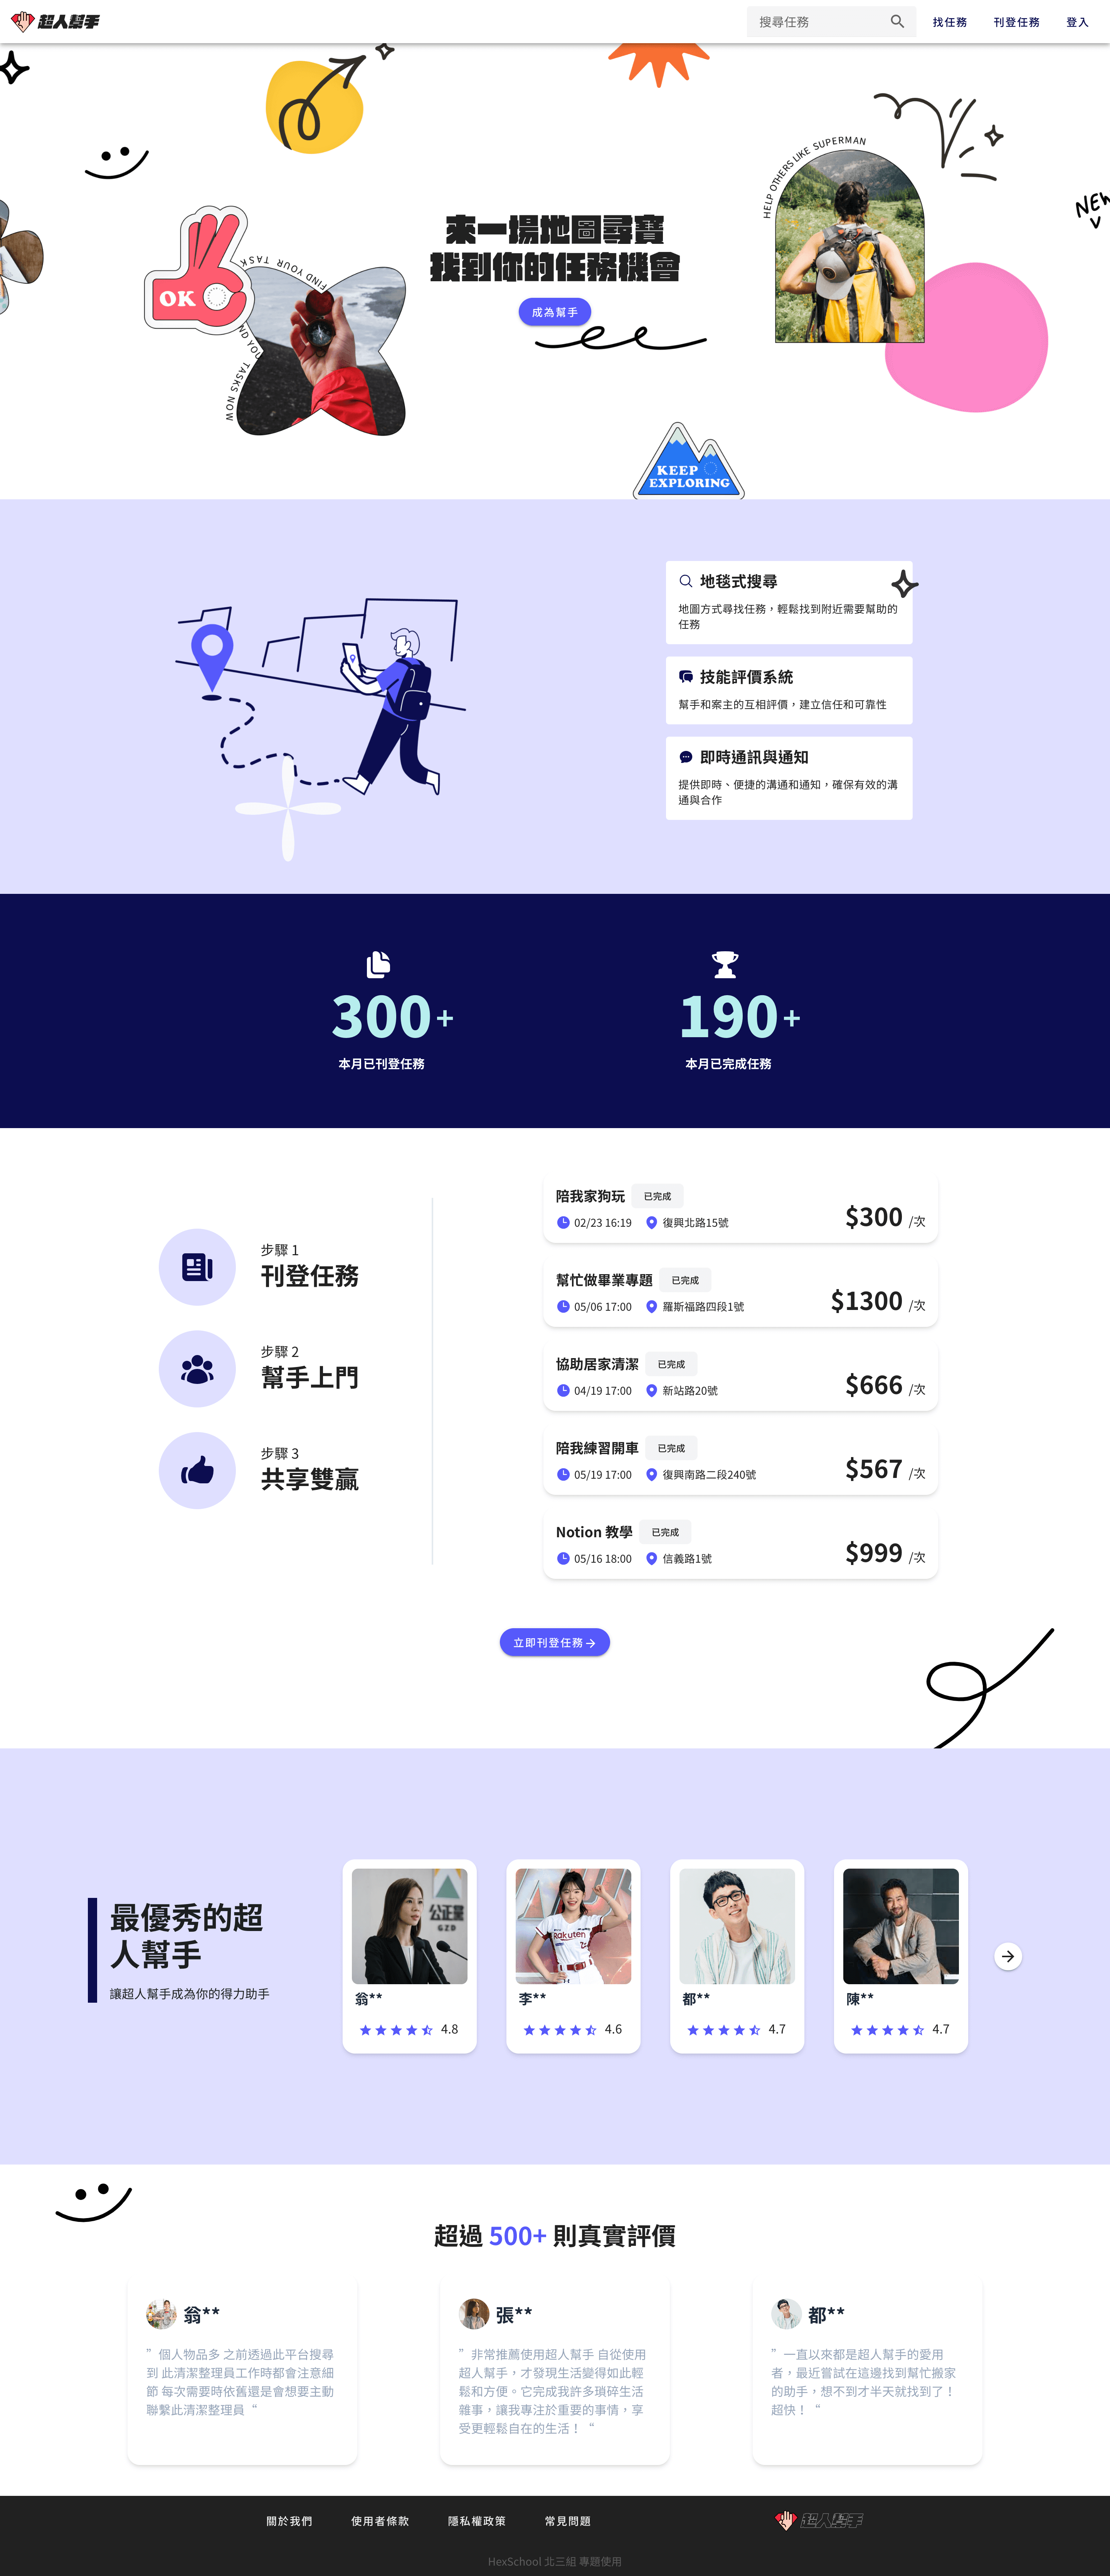 超人幫手
搜尋任務
找任務
刊登任務
登入
HELP OTHERS LIKE SUPERMAN
NEW
OK
FIND YOUR TASK
TASKS NOW
來一場地圖尋寶
找到你的任務機會
成為幫手
KEEP
EXPLORING
地毯式搜尋
地圖方式尋找任務，輕鬆找到附近需要幫助的
任務
技能評價系統
幫手和案主的互相評價，建立信任和可靠性
即時通訊與通知
提供即時、便捷的溝通和通知，確保有效的溝
通與合作
300 +
本月已刊登任務
190 +
本月已完成任務
步驟 1
刊登任務
步驟 2
幫手上門
步驟 3
共享雙贏
陪我家狗玩 已完成
02/23 16:19 復興北路15號
$300 /次
幫忙做畢業專題 已完成
05/06 17:00 羅斯福路四段1號
$1300 /次
協助居家清潔 已完成
04/19 17:00 新站路20號
$666 /次
陪我練習開車 已完成
05/19 17:00 復興南路二段240號
$567 /次
Notion 教學 已完成
05/16 18:00 信義路1號
$999 /次
立即刊登任務
最優秀的超
人幫手
讓超人幫手成為你的得力助手
公正黨
GZD
翁**
4.8
Rakuten
李**
4.6
都**
4.7
陳**
4.7
超過 500+ 則真實評價
翁**
” 個人物品多 之前透過此平台搜尋
到 此清潔整理員工作時都會注意細
節 每次需要時依舊還是會想要主動
聯繫此清潔整理員 “
張**
” 非常推薦使用超人幫手 自從使用
超人幫手，才發現生活變得如此輕
鬆和方便。它完成我許多瑣碎生活
雜事，讓我專注於重要的事情，享
受更輕鬆自在的生活！ “
都**
” 一直以來都是超人幫手的愛用
者，最近嘗試在這邊找到幫忙搬家
的助手，想不到才半天就找到了！
超快！ “
關於我們
使用者條款
隱私權政策
常見問題
超人幫手
HexSchool 北三組 專題使用